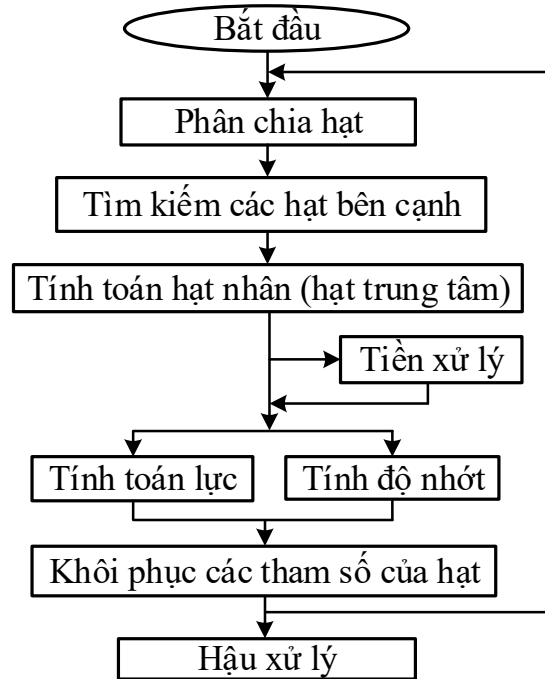 Bắt đầu
Phân chia hạt
Tìm kiếm các hạt bên cạnh
Tính toán hạt nhân (hạt trung tâm)
Tiền xử lý
Tính toán lực
Tính độ nhớt
Khôi phục các tham số của hạt
Hậu xử lý